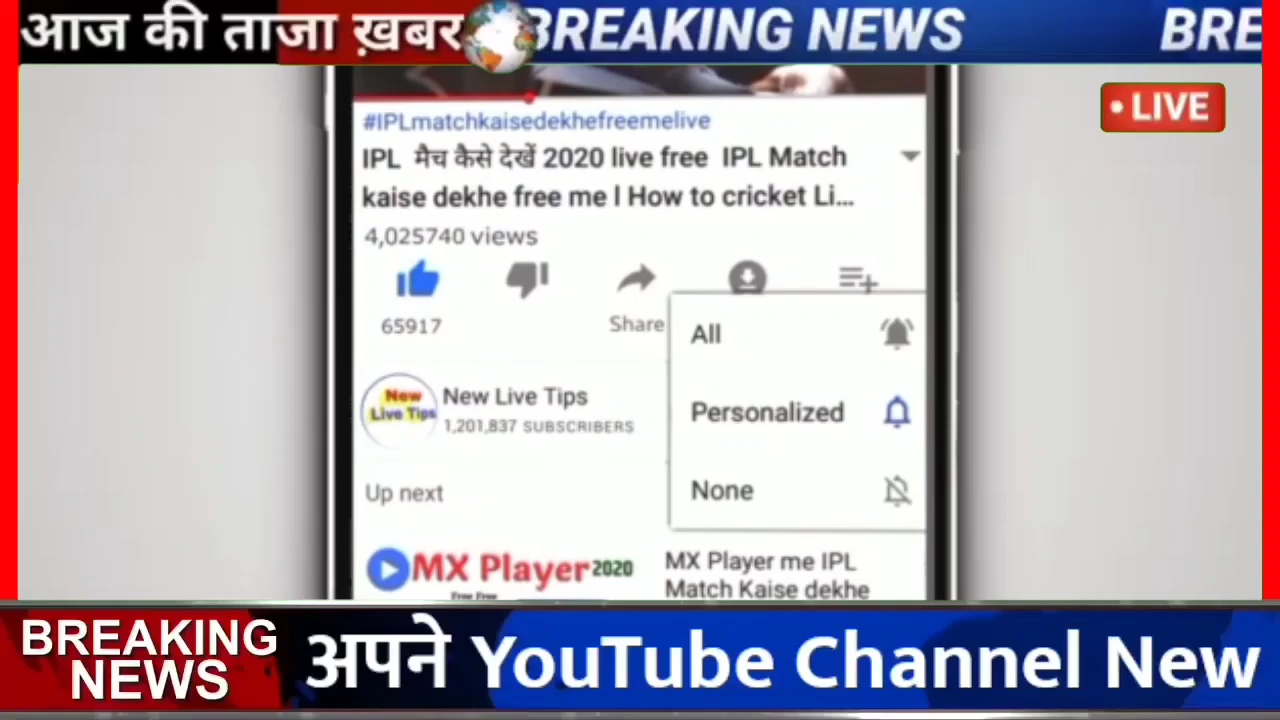 आज की ताजा ख़बर BREAKING NEWS BRE
LIVE
#IPLmatchkaisedekhefreemelive
IPL मैच कैसे देखें 2020 live free IPL Match
kaise dekhe free me l How to cricket Li...
4,025740 views
65917
Share
All
Personalized
None
New Live Tips
New Live Tips
1,201,837 SUBSCRIBERS
Up next
MX Player 2020
Free Free
MX Player me IPL
Match Kaise dekhe
BREAKING
NEWS
अपने YouTube Channel New